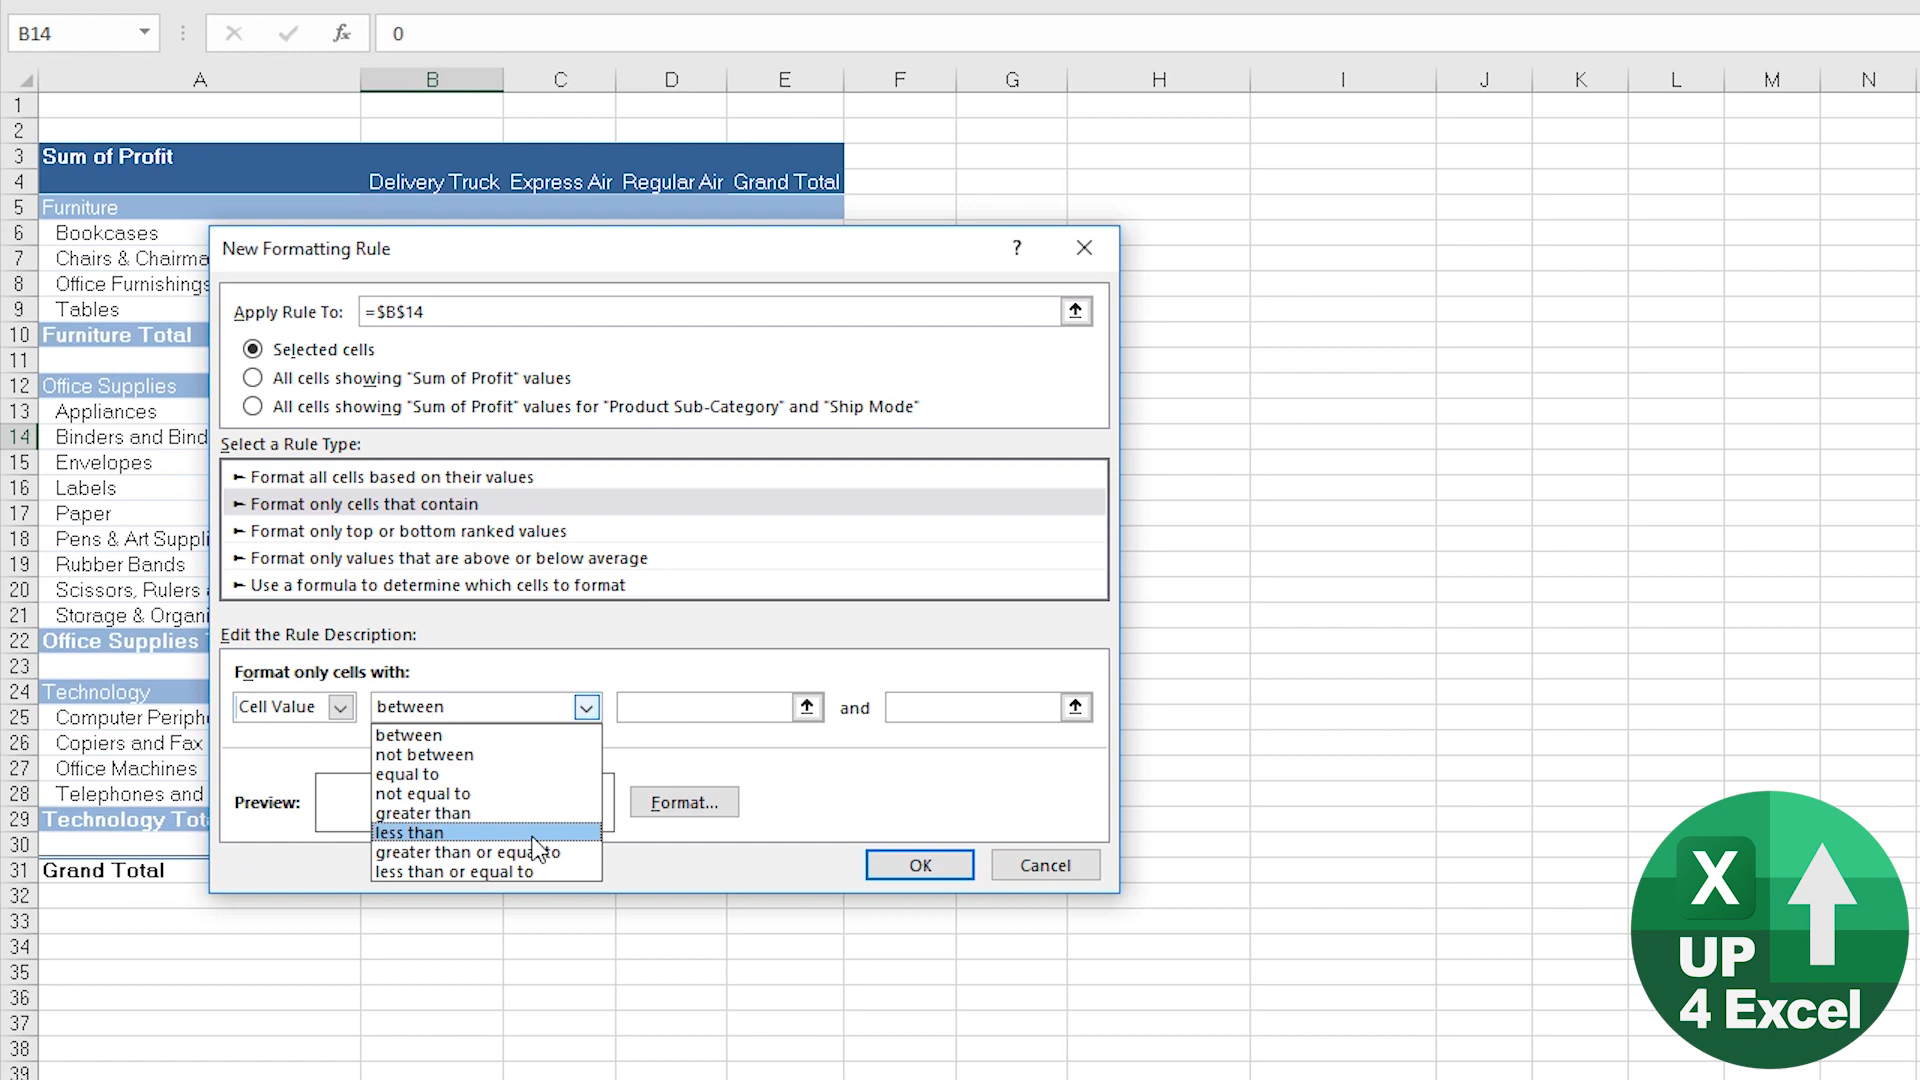 B14
fx
0
A B C D E F G H I J K L M N
1
2
3 Sum of Profit
4 Delivery Truck Express Air Regular Air Grand Total
5 Furniture
6 Bookcases
7 Chairs & Chairma
8 Office Furnishings
9 Tables
10 Furniture Total
11
12 Office Supplies
13 Appliances
14 Binders and Bind
15 Envelopes
16 Labels
17 Paper
18 Pens & Art Suppli
19 Rubber Bands
20 Scissors, Rulers
21 Storage & Organi
22 Office Supplies
23
24 Technology
25 Computer Periph
26 Copiers and Fax
27 Office Machines
28 Telephones and
29 Technology Tot
30
31 Grand Total
32
33
34
35
36
37
38
39
New Formatting Rule ?
Apply Rule To: =$B$14
Selected cells
All cells showing "Sum of Profit" values
All cells showing "Sum of Profit" values for "Product Sub-Category" and "Ship Mode"
Select a Rule Type:
► Format all cells based on their values
► Format only cells that contain
► Format only top or bottom ranked values
► Format only values that are above or below average
► Use a formula to determine which cells to format
Edit the Rule Description:
Format only cells with:
Cell Value between and
between
not between
equal to
not equal to
greater than
less than
greater than or equal to
less than or equal to
Preview: Format...
OK Cancel
X
UP
4 Excel